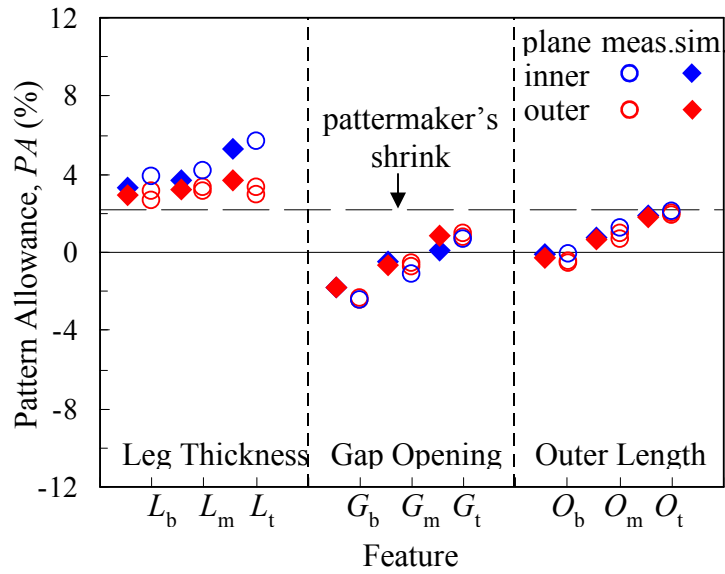 12
8
4
0
-4
-8
-12
Pattern Allowance, PA (%)
plane meas. sim.
inner
outer
pattermaker's
shrink
Leg Thickness Gap Opening Outer Length
Lb Lm Lt Gb Gm Gt Ob Om Ot
Feature